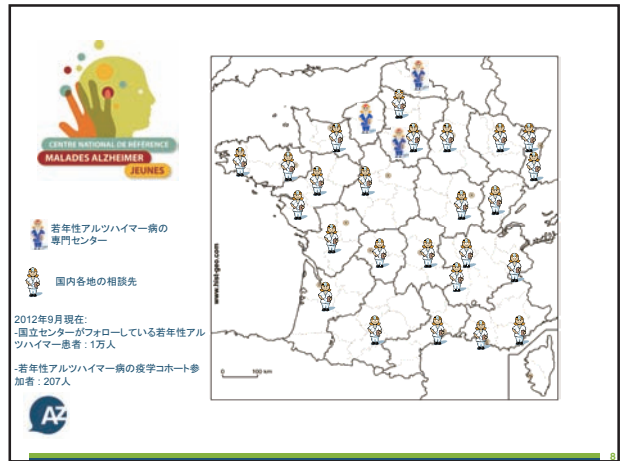 CENTRE NATIONAL DE RÉFÉRENCE
MALADES ALZHEIMER
JEUNES
若年性アルツハイマー病の
専門センター
国内各地の相談先
2012年9月現在:
-国立センターがフォローしている若年性アル
ツハイマー患者 : 1万人
-若年性アルツハイマー病の疫学コホート参
加者 : 207人
AZ
www.hist-geo.com
0 100 km
8